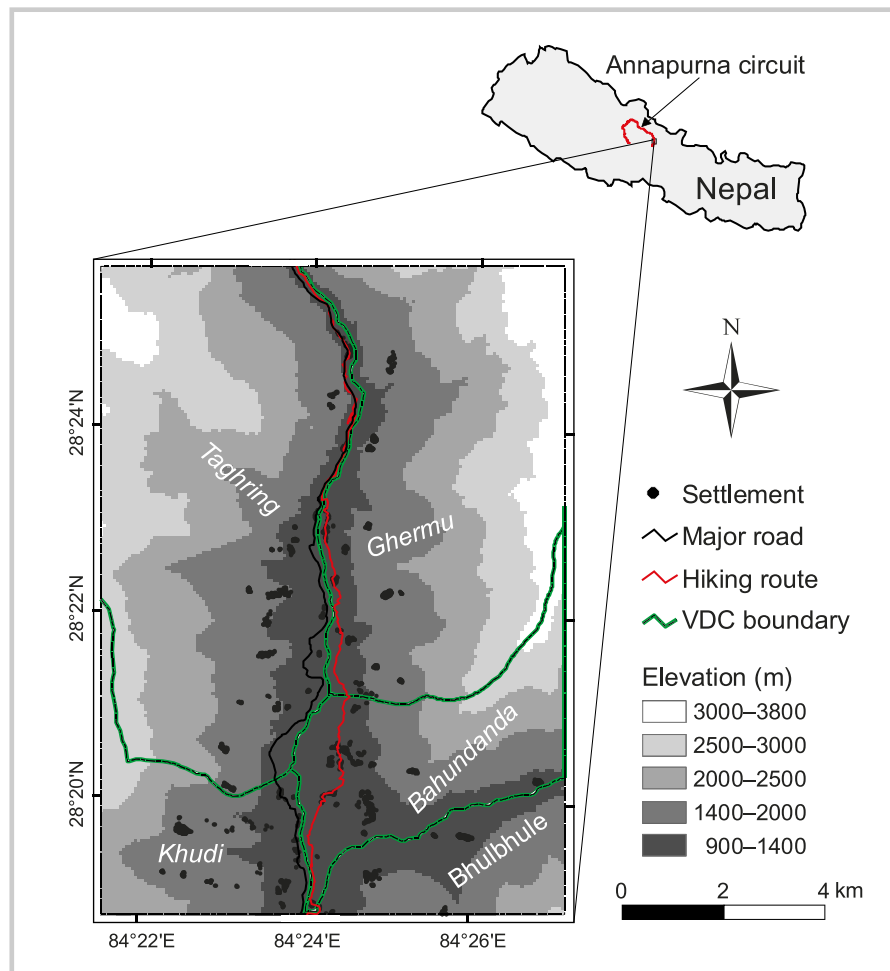 Annapurna circuit
Nepal
N
28°24'N
28°22'N
28°20'N
Taghring
Ghermu
Bahundanda
Bhulbhule
Khudi
84°22'E
84°24'E
84°26'E
Settlement
Major road
Hiking route
VDC boundary
Elevation (m)
3000–3800
2500–3000
2000–2500
1400–2000
900–1400
0 2 4 km